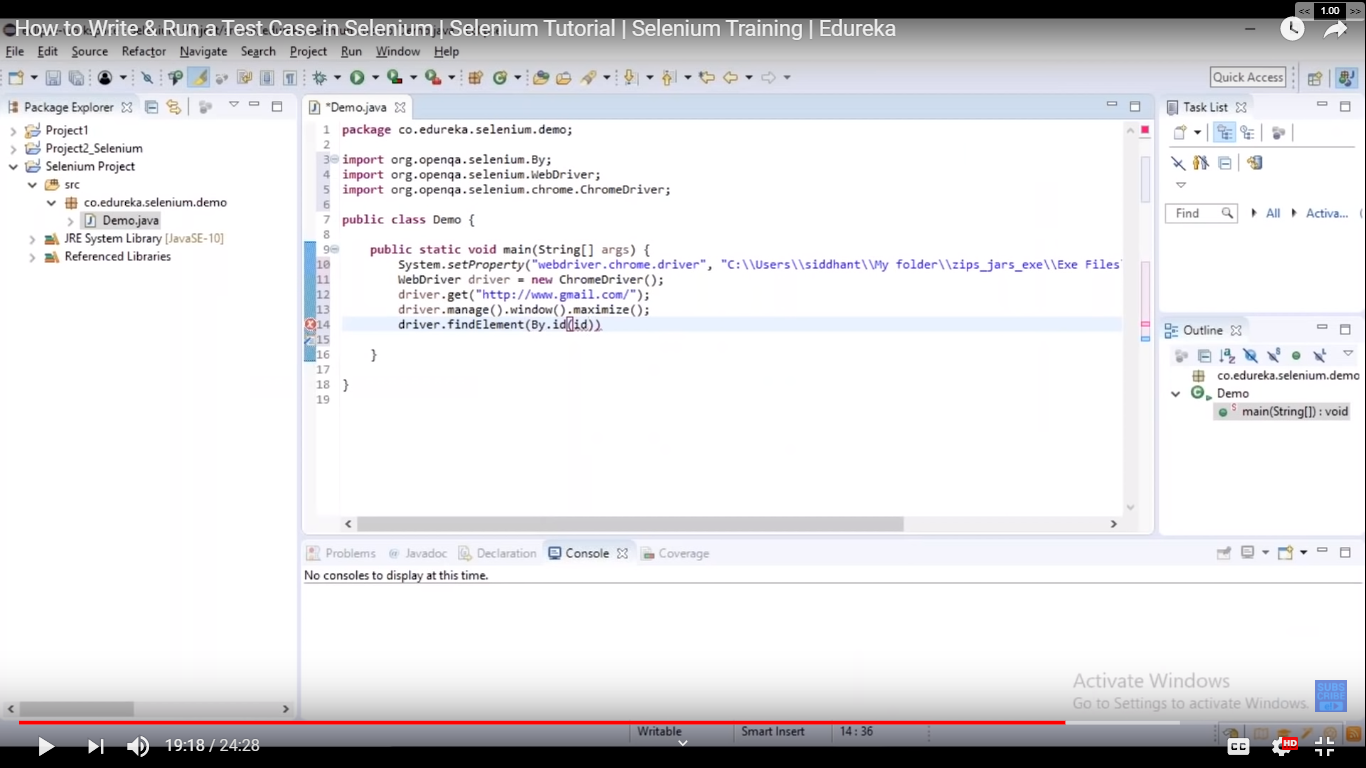 How to Write & Run a Test Case in Selenium | Selenium Tutorial | Selenium Training | Edureka
<< 1.00 >>
File Edit Source Refactor Navigate Search Project Run Window Help
Quick Access
Package Explorer
Project1
Project2_Selenium
Selenium Project
src
co.edureka.selenium.demo
Demo.java
JRE System Library [JavaSE-10]
Referenced Libraries
*Demo.java
1 package co.edureka.selenium.demo;
2
3 import org.openqa.selenium.By;
4 import org.openqa.selenium.WebDriver;
5 import org.openqa.selenium.chrome.ChromeDriver;
6
7 public class Demo {
8
9 public static void main(String[] args) {
10 System.setProperty("webdriver.chrome.driver", "C:\\Users\\siddhant\\My folder\\zips_jars_exe\\Exe Files
11 WebDriver driver = new ChromeDriver();
12 driver.get("http://www.gmail.com/");
13 driver.manage().window().maximize();
14 driver.findElement(By.id(id))
15
16 }
17
18 }
19
Task List
Find All Activa...
Outline
co.edureka.selenium.demo
Demo
main(String[]) : void
Problems Javadoc Declaration Console Coverage
No consoles to display at this time.
Activate Windows
Go to Settings to activate Windows.
SUBSCRIBE
Writable Smart Insert 14 : 36
19:18 / 24:28
CC HD